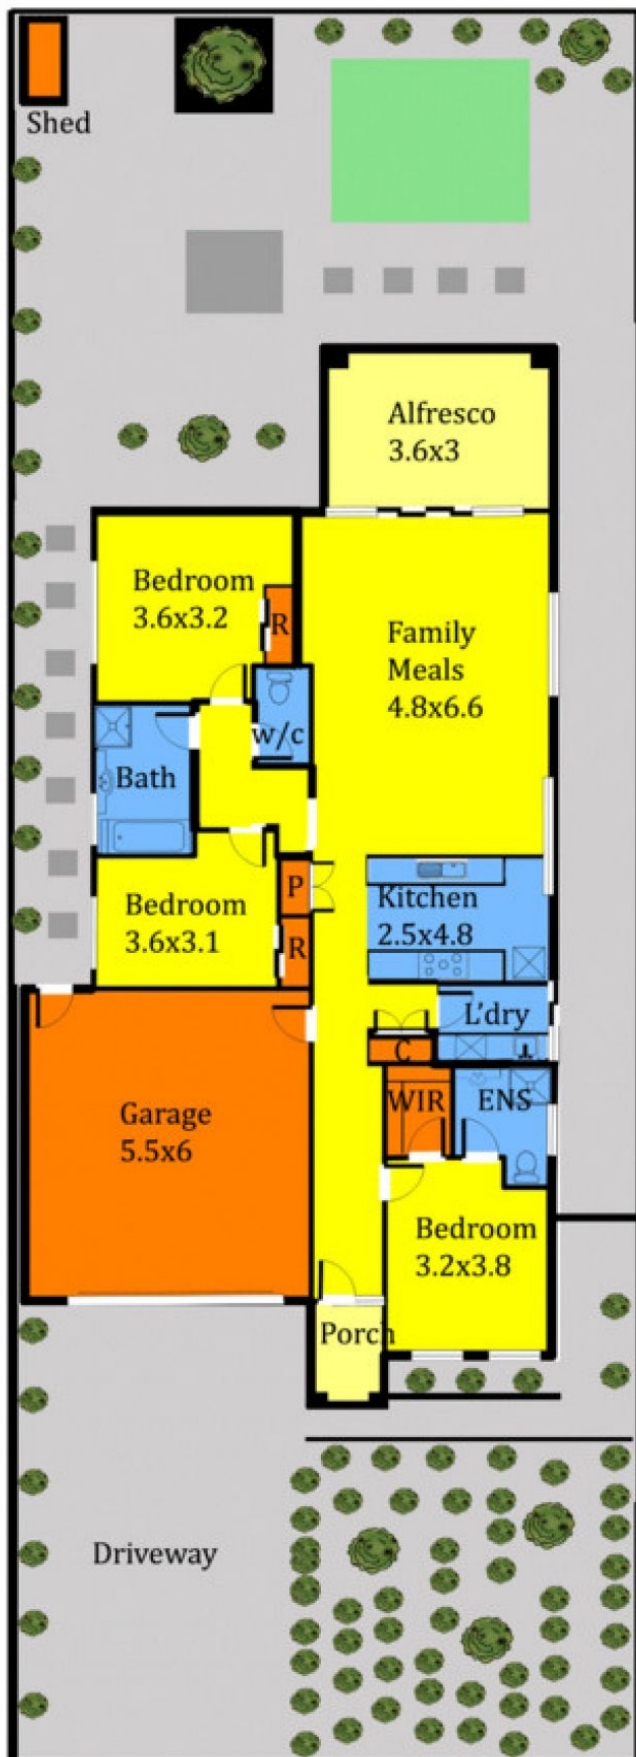 Shed
Alfresco
3.6x3
Bedroom
3.6x3.2
R
Family
Meals
4.8x6.6
w/c
Bath
P
Bedroom
3.6x3.1
R
Kitchen
2.5x4.8
L'dry
C
WIR
ENS
Garage
5.5x6
Bedroom
3.2x3.8
Porch
Driveway